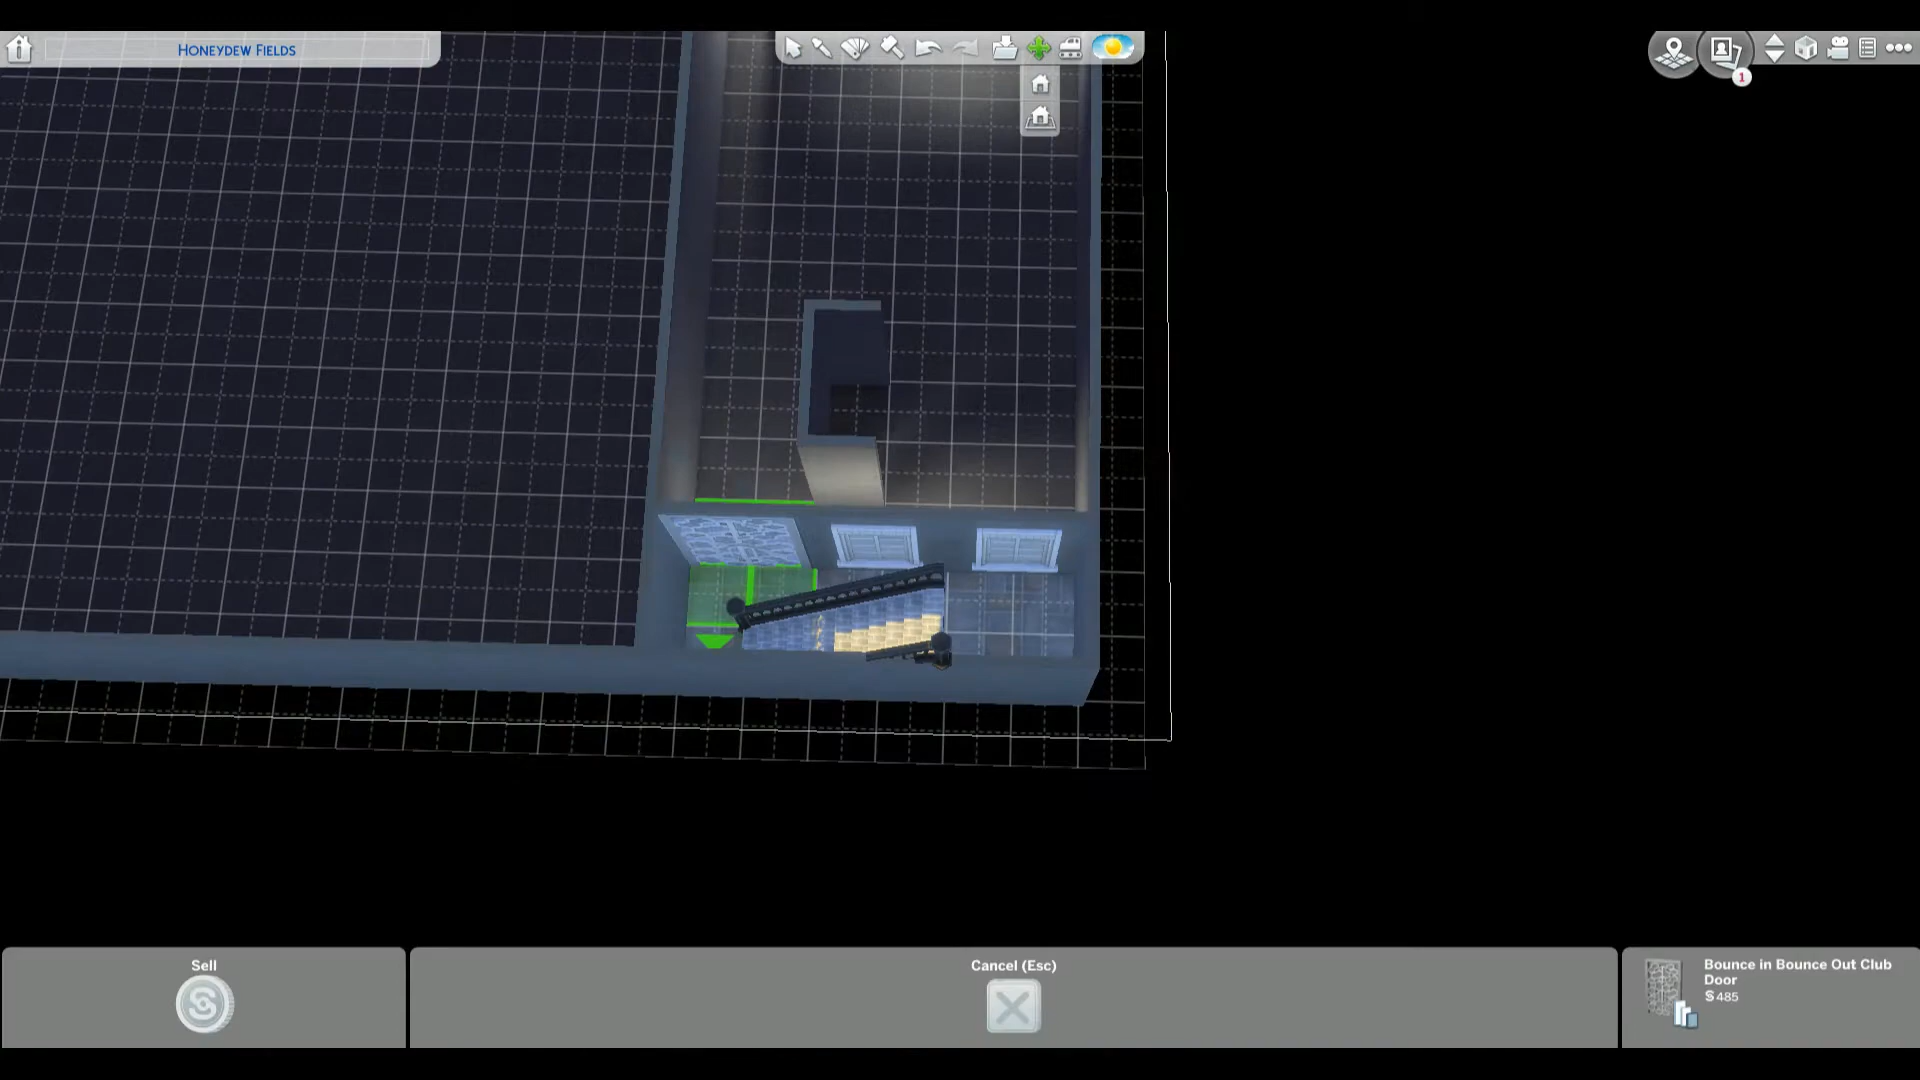 HONEYDEW FIELDS
1
Sell
Cancel (Esc)
Bounce in Bounce Out Club
Door
§485